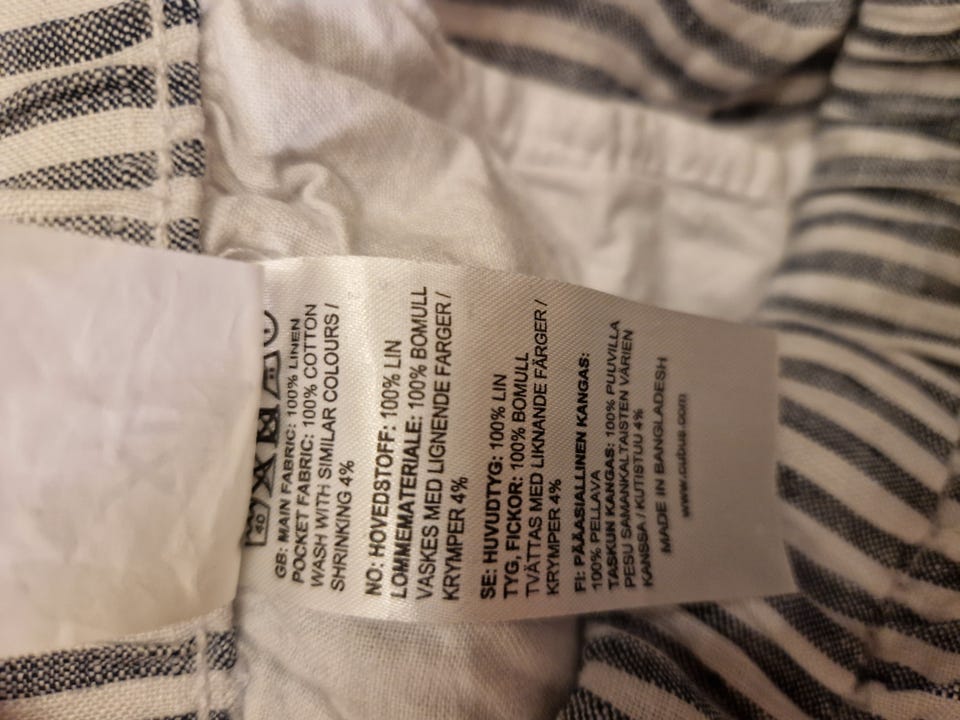 40
GB: MAIN FABRIC: 100% LINEN
POCKET FABRIC: 100% COTTON
WASH WITH SIMILAR COLOURS /
SHRINKING 4%
NO: HOVEDSTOFF: 100% LIN
LOMMEMATERIALE: 100% BOMULL
VASKES MED LIGNENDE FARGER /
KRYMPER 4%
SE: HUVUDTYG: 100% LIN
TYG, FICKOR: 100% BOMULL
TVÄTTAS MED LIKNANDE FÄRGER /
KRYMPER 4%
FI: PÄÄASIALLINEN KANGAS:
100% PELLAVA
TASKUN KANGAS: 100% PUUVILLA
PESU SAMANKALTAISTEN VÄRIEN
KANSSA / KUTISTUU 4%
MADE IN BANGLADESH
www.cubus.com